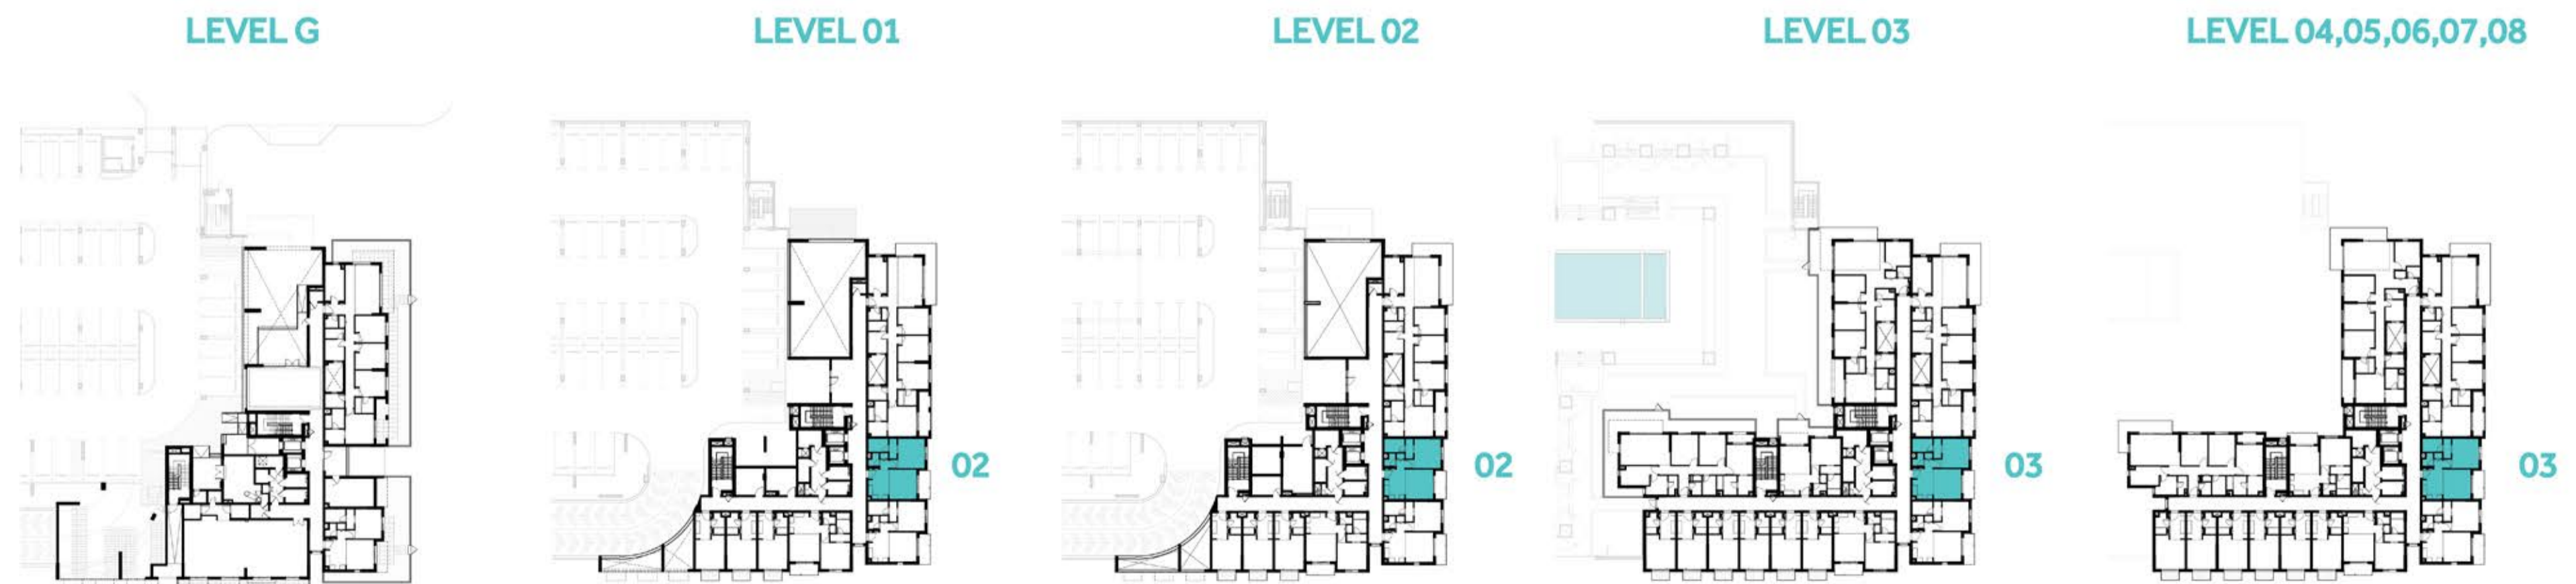 LEVEL G
LEVEL 01
LEVEL 02
LEVEL 03
LEVEL 04,05,06,07,08
02
02
03
03